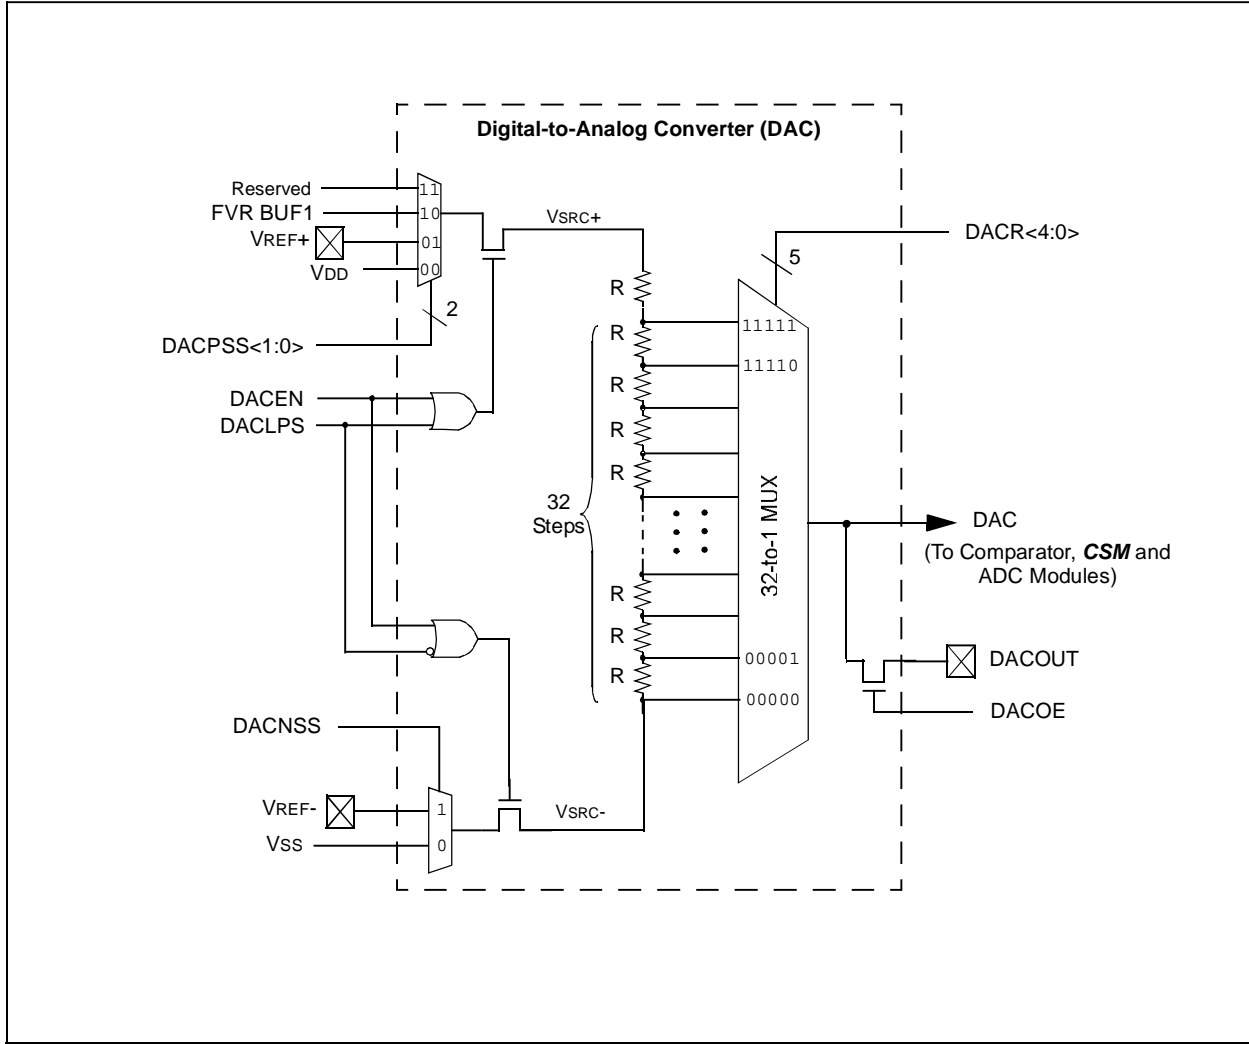 Digital-to-Analog Converter (DAC)
Reserved
11
FVR BUF1
10
VREF+
01
VDD
00
VSRC+
DACR<4:0>
5
2
DACPSS<1:0>
DACEN
DACLPS
R
R
R
R
R
11111
11110
32
Steps
32-to-1 MUX
DAC
(To Comparator, CSM and
ADC Modules)
R
R
R
00001
00000
DACOUT
DACOE
DACNSS
VREF-
1
VSS
0
VSRC-